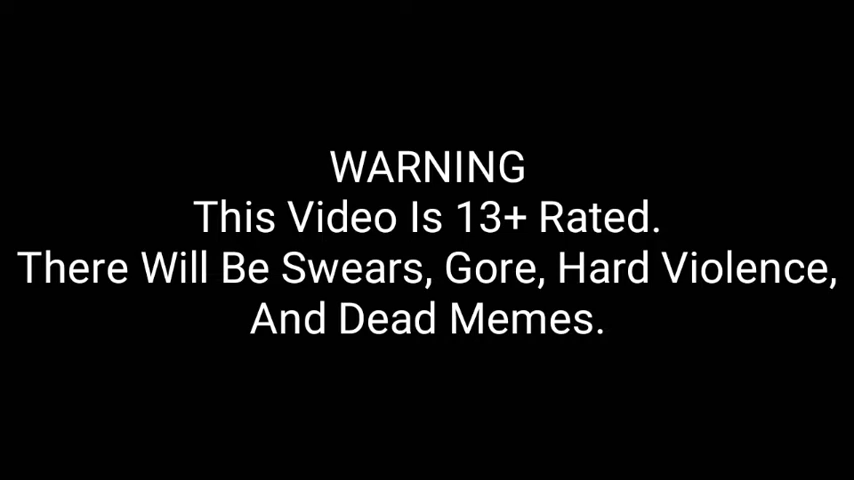 WARNING
This Video Is 13+ Rated.
There Will Be Swears, Gore, Hard Violence,
And Dead Memes.